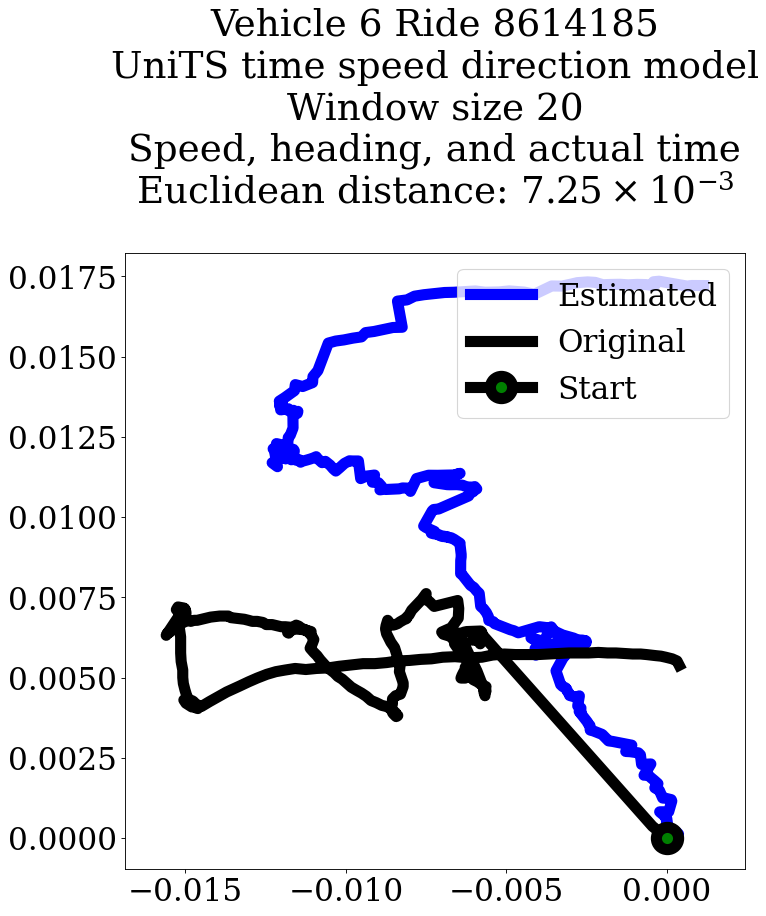 Vehicle 6 Ride 8614185
UniTS time speed direction model
Window size 20
Speed, heading, and actual time
Euclidean distance: 7.25 × 10⁻³
0.0175
0.0150
0.0125
0.0100
0.0075
0.0050
0.0025
0.0000
Estimated
Original
Start
−0.015
−0.010
−0.005
0.000